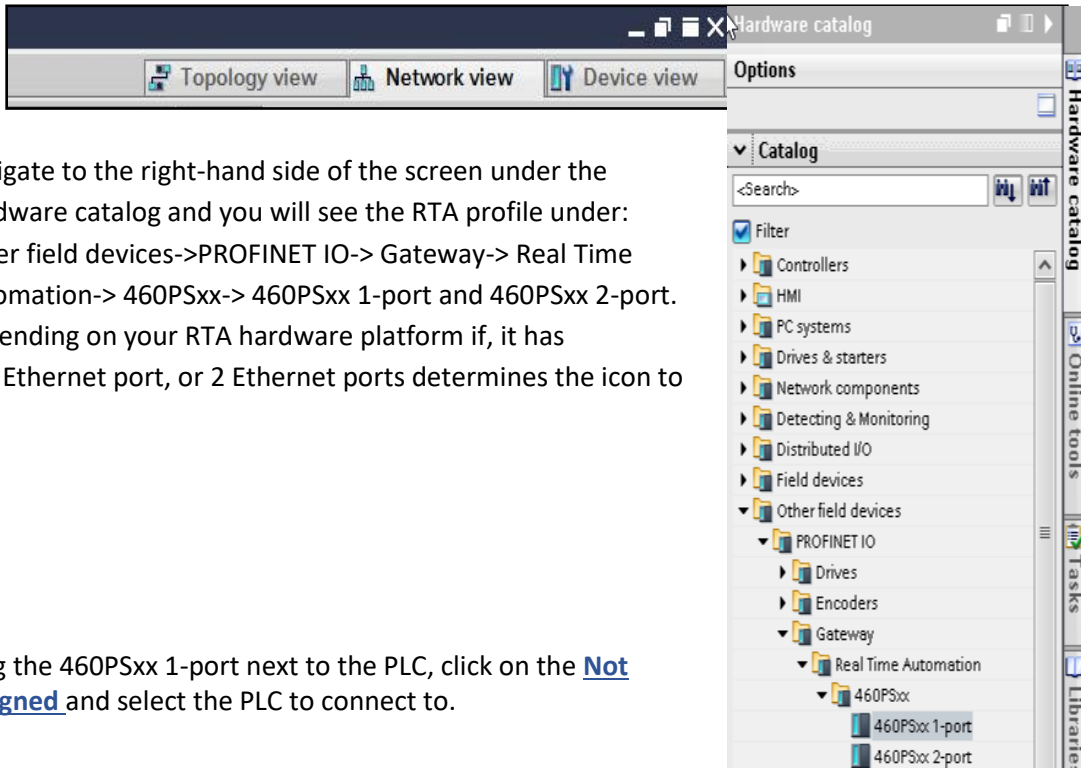 Topology view
Network view
Device view
Hardware catalog
Options
Catalog
<Search>
Filter
Controllers
HMI
PC systems
Drives & starters
Network components
Detecting & Monitoring
Distributed I/O
Field devices
Other field devices
PROFINET IO
Drives
Encoders
Gateway
Real Time Automation
460PSxx
460PSxx 1-port
460PSxx 2-port
Hardware catalog
Online tools
Tasks
Libraries
igate to the right-hand side of the screen under the
dware catalog and you will see the RTA profile under:
er field devices->PROFINET IO-> Gateway-> Real Time
omation-> 460PSxx-> 460PSxx 1-port and 460PSxx 2-port.
ending on your RTA hardware platform if, it has
Ethernet port, or 2 Ethernet ports determines the icon to
g the 460PSxx 1-port next to the PLC, click on the Not
gned and select the PLC to connect to.